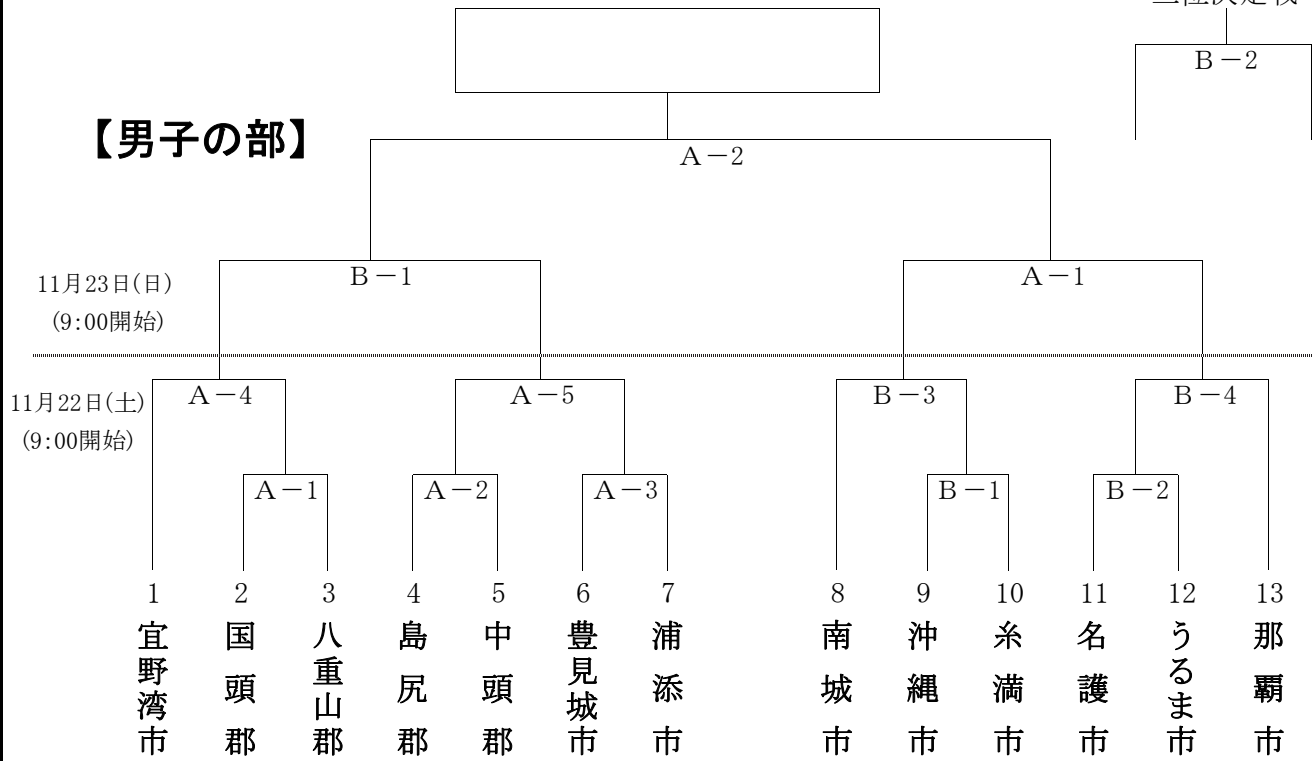 B－2
【男子の部】
A－2
B－1
A－1
11月23日(日)
(9:00開始)
11月22日(土)
(9:00開始)
A－4
A－5
B－3
B－4
A－1
A－2
A－3
B－1
B－2
1
2
3
4
5
6
7
8
9
10
11
12
13
宜野湾市
国頭郡
八重山郡
島尻郡
中頭郡
豊見城市
浦添市
南城市
沖縄市
糸満市
名護市
うるま市
那覇市